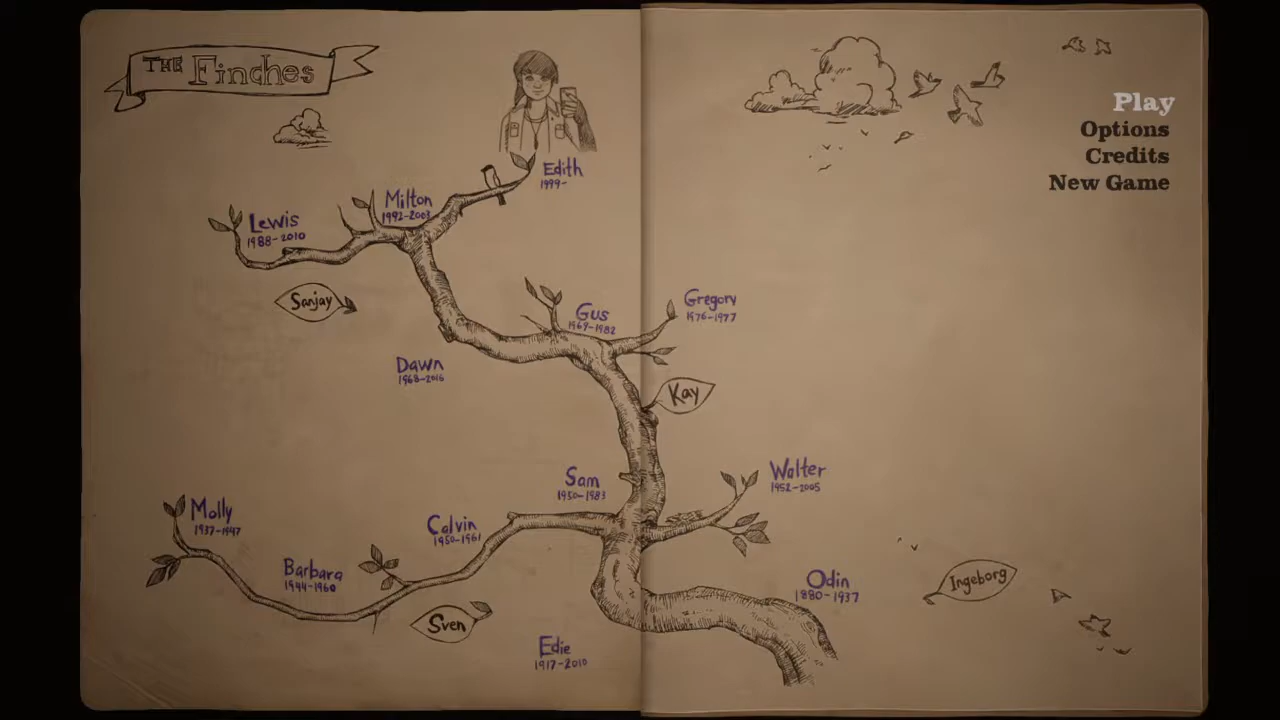 THE Finches
Play
Options
Credits
New Game
Edith
1999-
Milton
1992-2003
Lewis
1988-2010
Sanjay
Gus
1969-1982
Gregory
1976-1977
Dawn
1968-2016
Kay
Sam
1950-1983
Walter
1952-2005
Molly
1937-1947
Calvin
1950-1961
Barbara
1944-1960
Sven
Odin
1880-1937
Ingeborg
Edie
1917-2010